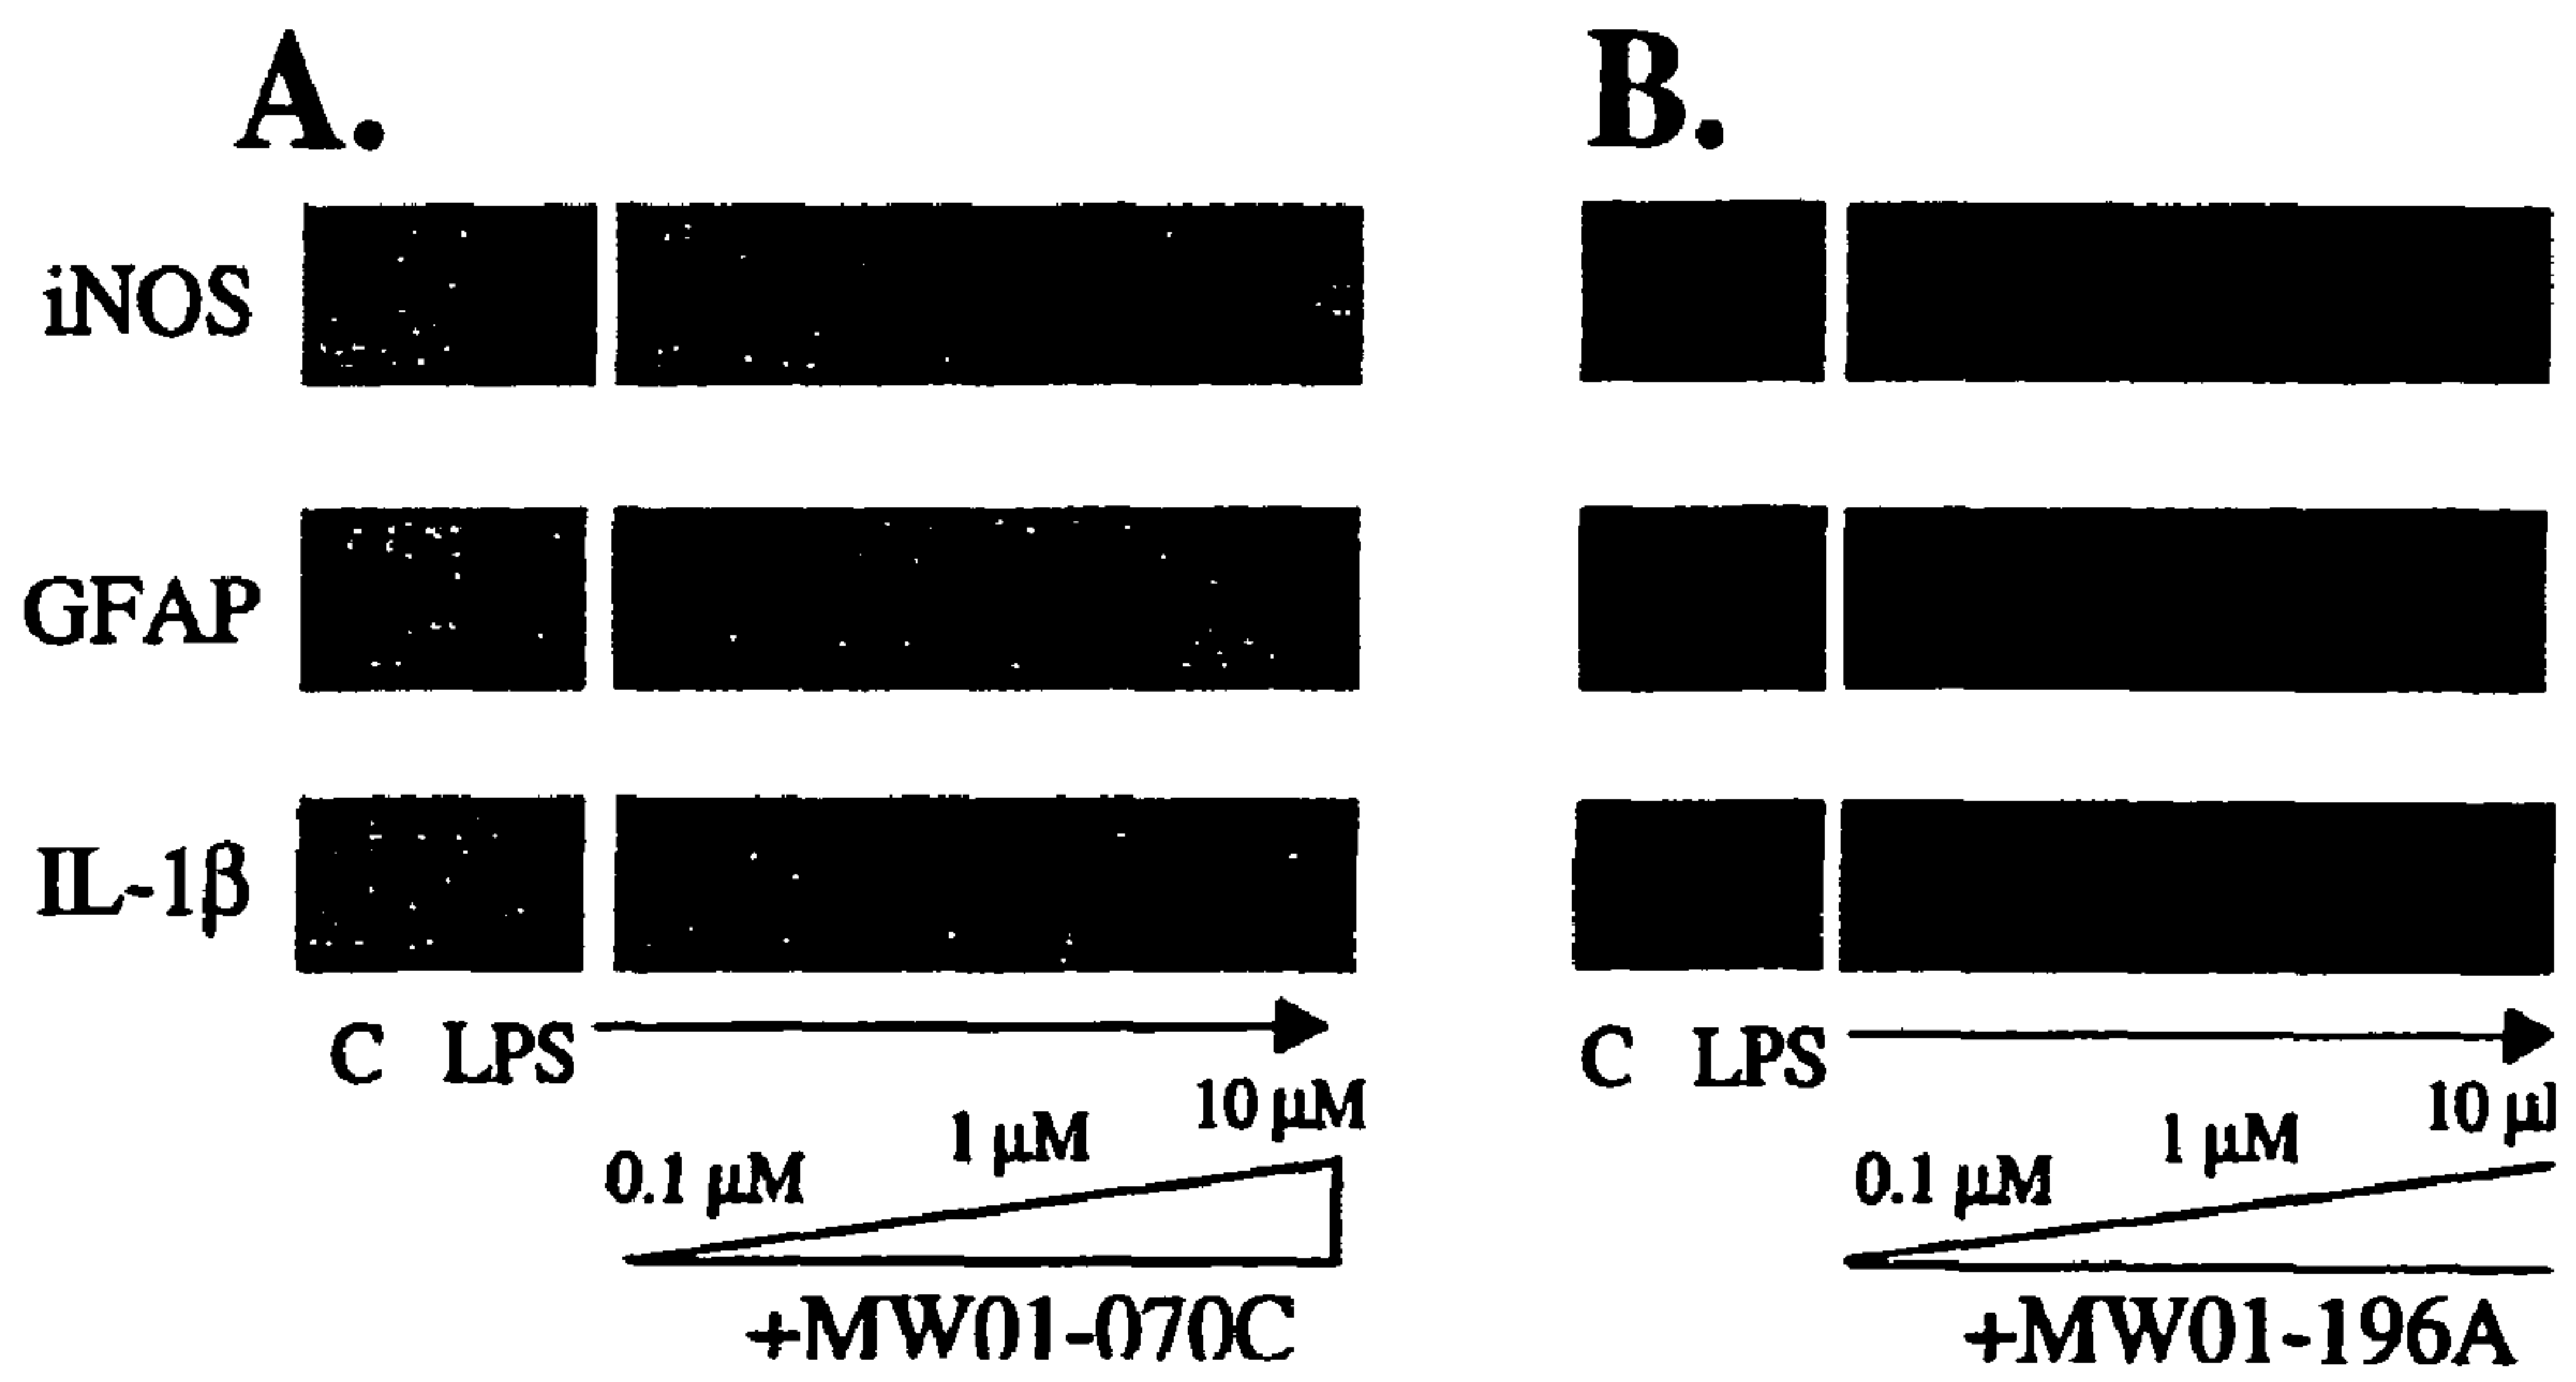 A. B.
iNOS
GFAP
IL-1β
C LPS C LPS
0.1 μM 1 μM 10 μM 0.1 μM 1 μM 10 μ
+MW01-070C +MW01-196A